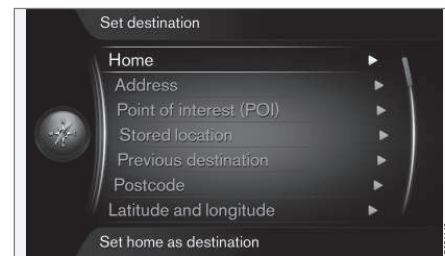 Set destination
Home
Address
Point of interest (POI)
Stored location
Previous destination
Postcode
Latitude and longitude
Set home as destination